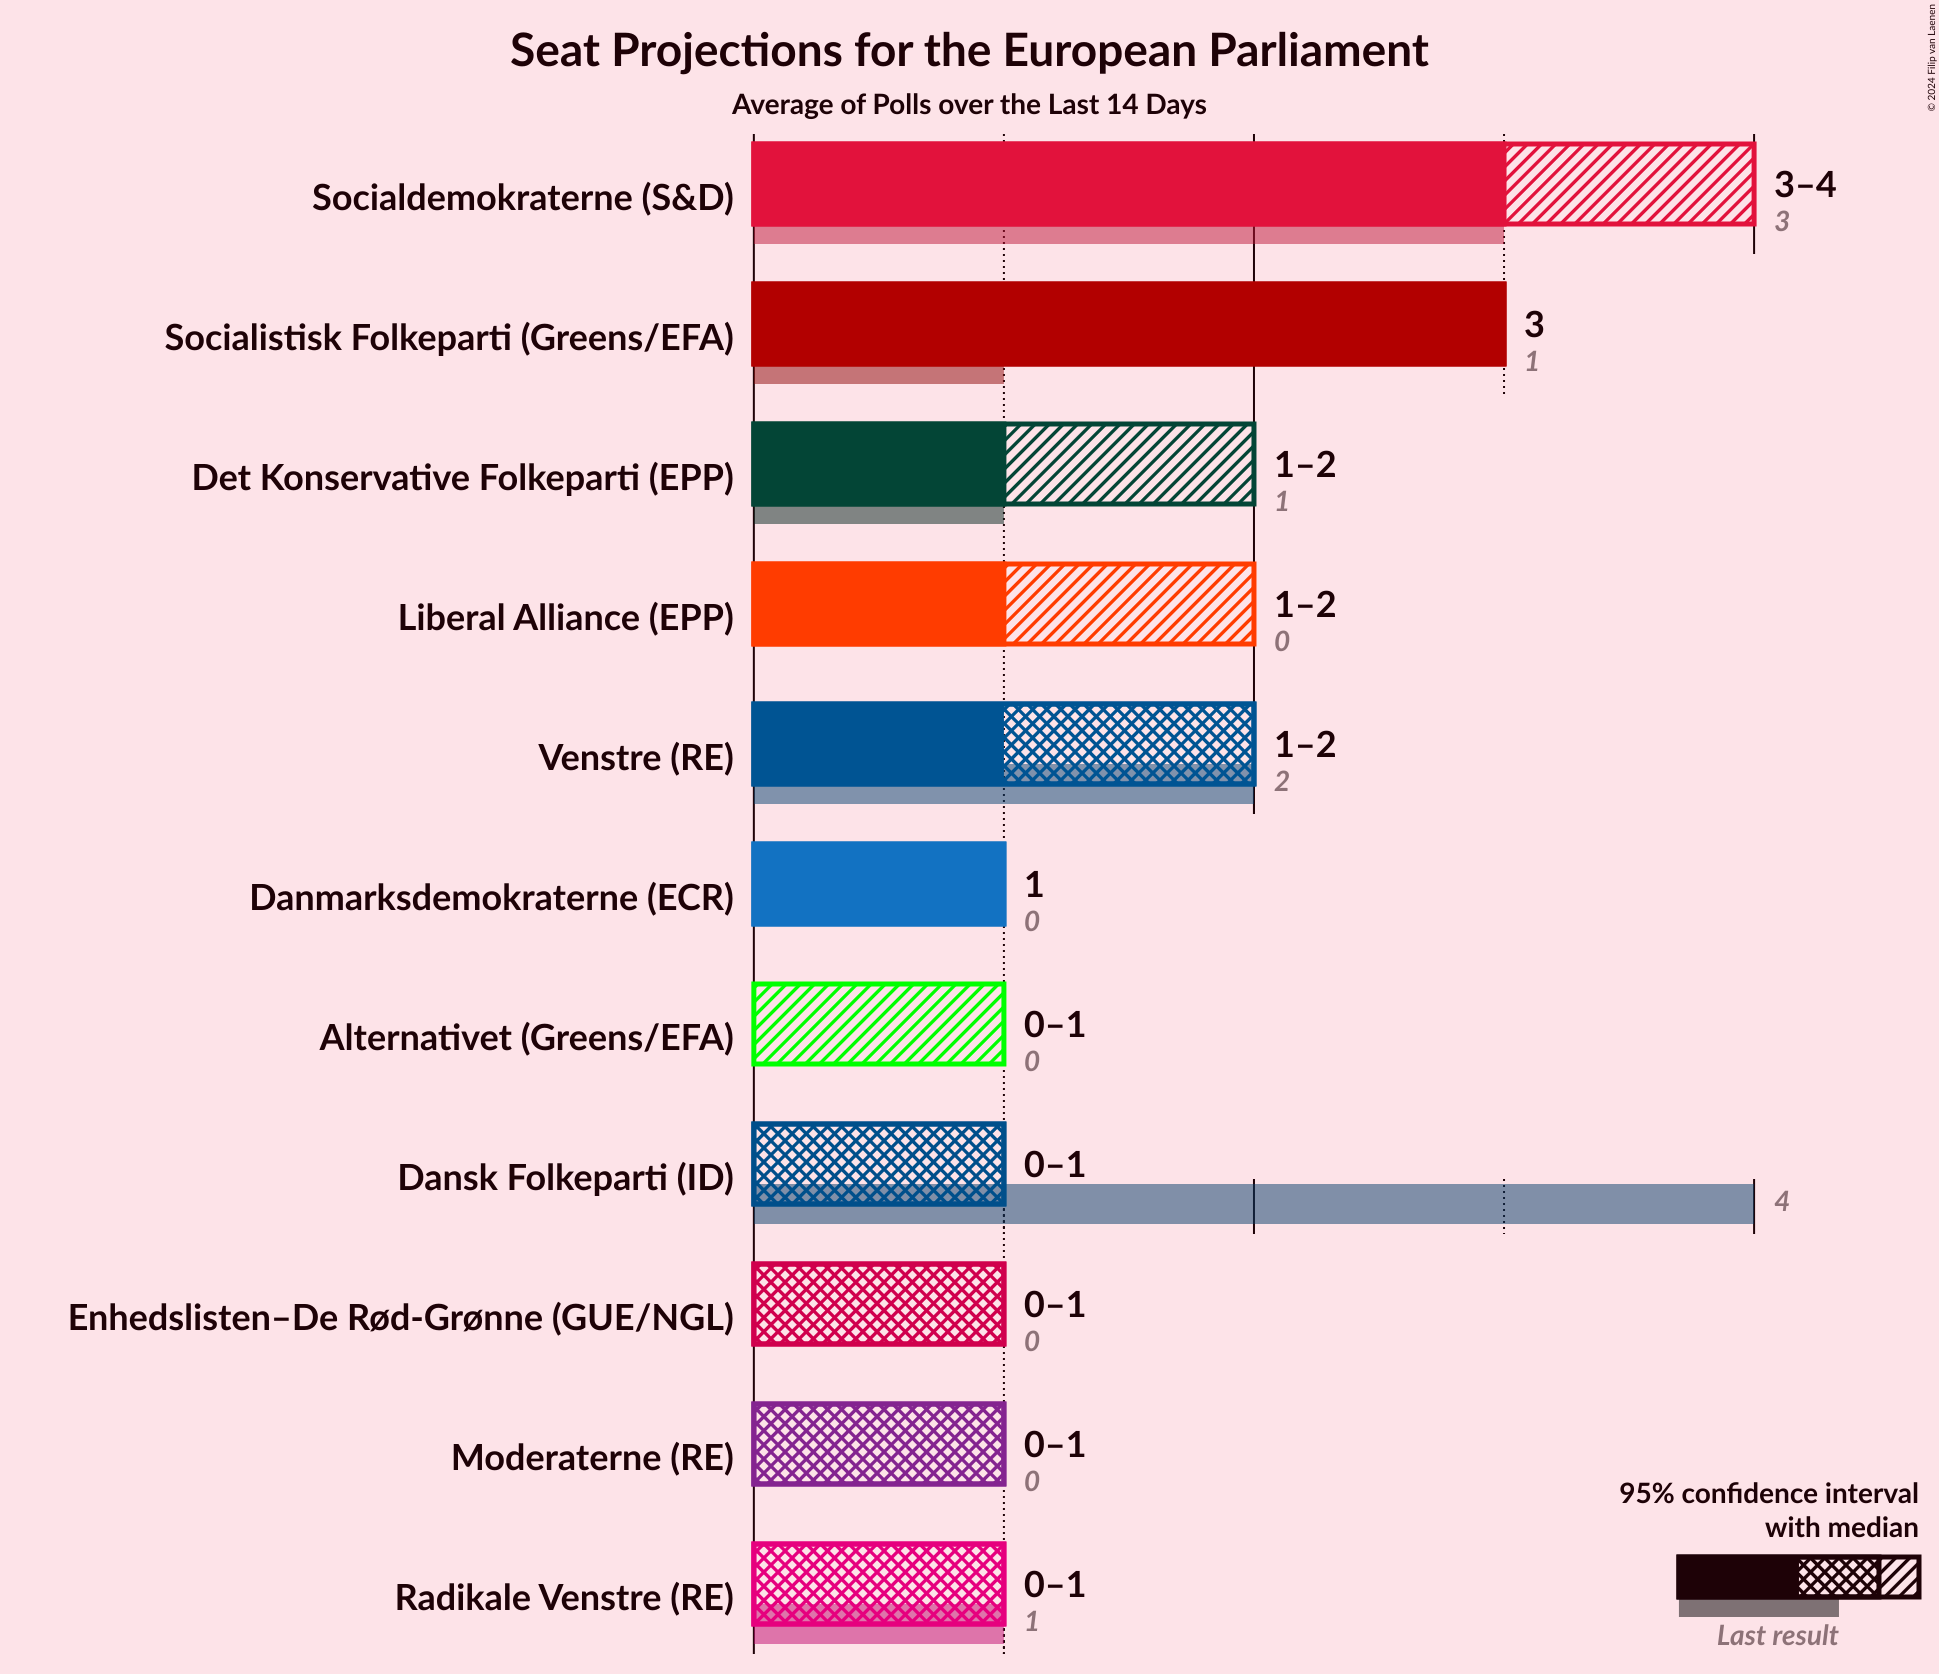 Seat Projections for the European Parliament
Average of Polls over the Last 14 Days
© 2024 Filip van Laenen
Socialdemokraterne (S&D)
3–4
3
Socialistisk Folkeparti (Greens/EFA)
3
1
Det Konservative Folkeparti (EPP)
1–2
1
Liberal Alliance (EPP)
1–2
0
Venstre (RE)
1–2
2
Danmarksdemokraterne (ECR)
1
0
Alternativet (Greens/EFA)
0–1
0
Dansk Folkeparti (ID)
0–1
4
Enhedslisten–De Rød-Grønne (GUE/NGL)
0–1
0
Moderaterne (RE)
0–1
0
Radikale Venstre (RE)
0–1
1
95% confidence interval
with median
Last result